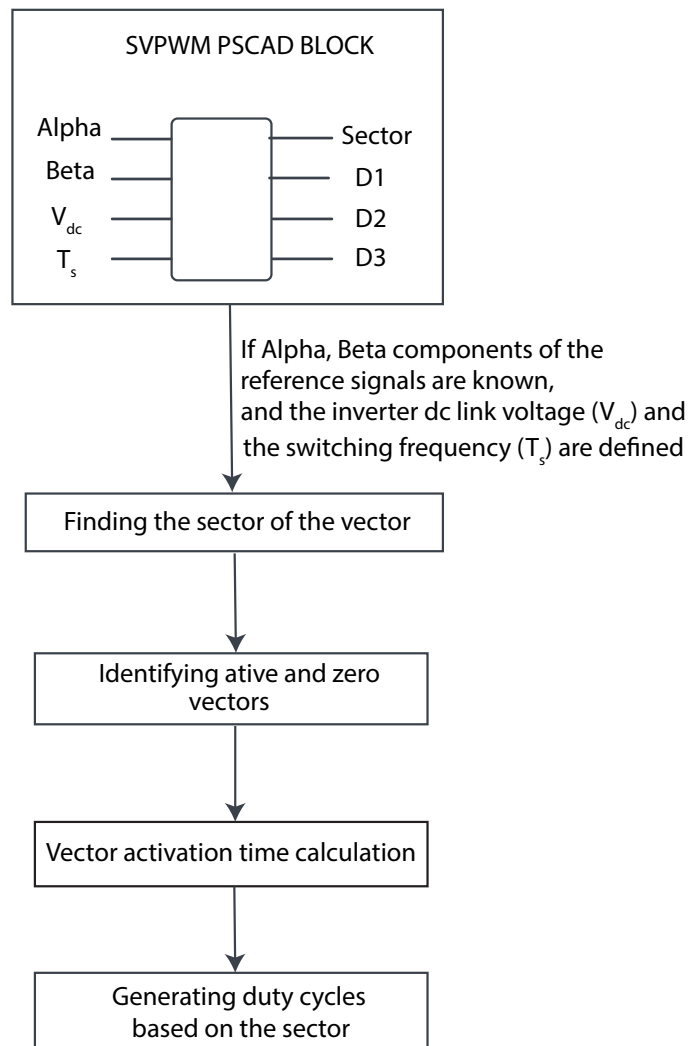 SVPWM PSCAD BLOCK
Alpha
Beta
V_dc
T_s
Sector
D1
D2
D3
If Alpha, Beta components of the
reference signals are known,
and the inverter dc link voltage (V_dc) and
the switching frequency (T_s) are defined
Finding the sector of the vector
Identifying ative and zero
vectors
Vector activation time calculation
Generating duty cycles
based on the sector